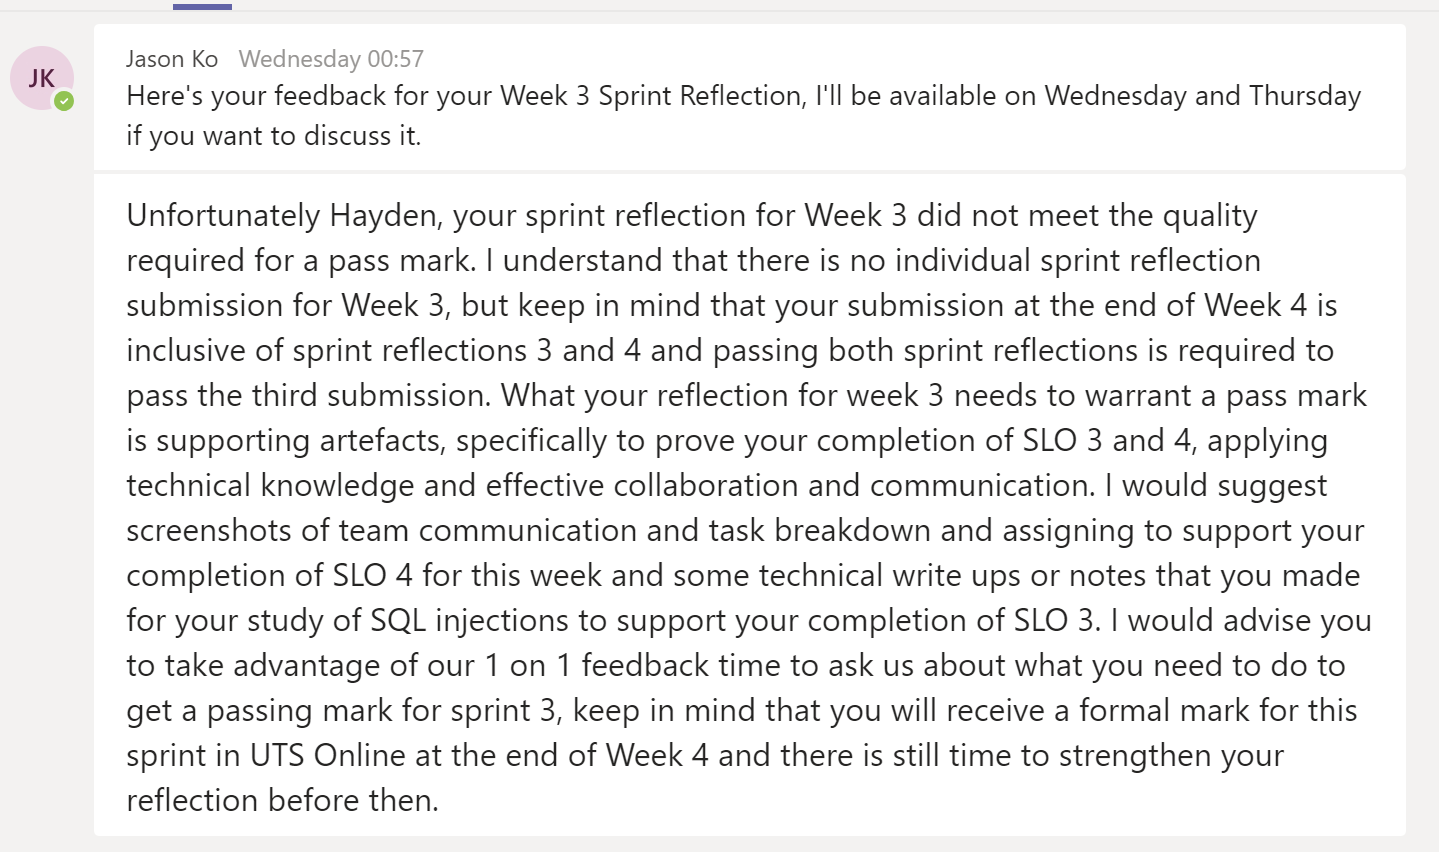 JK
Jason Ko Wednesday 00:57
Here's your feedback for your Week 3 Sprint Reflection, I'll be available on Wednesday and Thursday
if you want to discuss it.
Unfortunately Hayden, your sprint reflection for Week 3 did not meet the quality
required for a pass mark. I understand that there is no individual sprint reflection
submission for Week 3, but keep in mind that your submission at the end of Week 4 is
inclusive of sprint reflections 3 and 4 and passing both sprint reflections is required to
pass the third submission. What your reflection for week 3 needs to warrant a pass mark
is supporting artefacts, specifically to prove your completion of SLO 3 and 4, applying
technical knowledge and effective collaboration and communication. I would suggest
screenshots of team communication and task breakdown and assigning to support your
completion of SLO 4 for this week and some technical write ups or notes that you made
for your study of SQL injections to support your completion of SLO 3. I would advise you
to take advantage of our 1 on 1 feedback time to ask us about what you need to do to
get a passing mark for sprint 3, keep in mind that you will receive a formal mark for this
sprint in UTS Online at the end of Week 4 and there is still time to strengthen your
reflection before then.